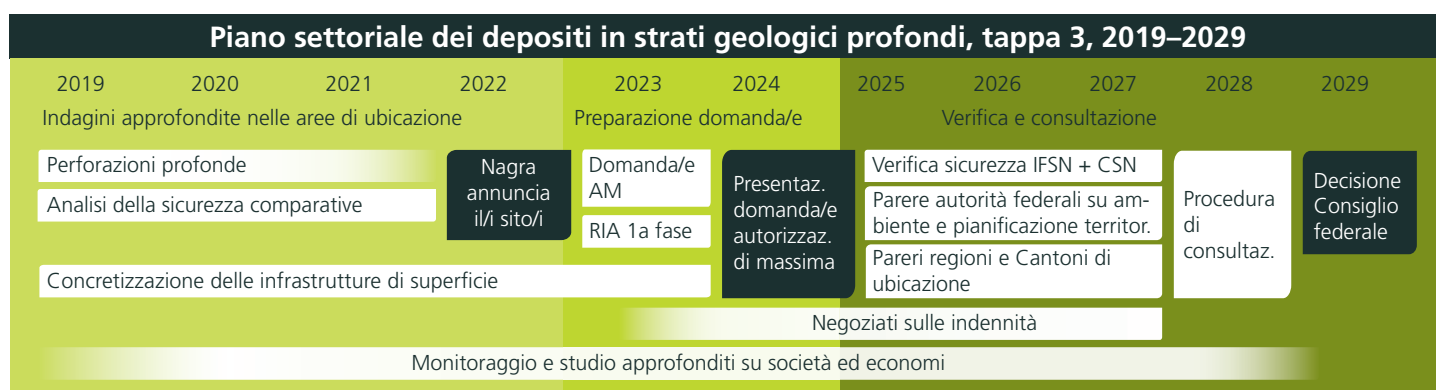 Piano settoriale dei depositi in strati geologici profondi, tappa 3, 2019–2029
2019 2020 2021 2022 2023 2024 2025 2026 2027 2028 2029
Indagini approfondite nelle aree di ubicazione
Preparazione domanda/e
Verifica e consultazione
Perforazioni profonde
Analisi della sicurezza comparative
Nagra
annuncia
il/i sito/i
Domanda/e
AM
RIA 1a fase
Concretizzazione delle infrastrutture di superficie
Presentaz.
domanda/e
autorizzaz.
di massima
Verifica sicurezza IFSN + CSN
Parere autorità federali su am-
biente e pianificazione territor.
Pareri regioni e Cantoni di
ubicazione
Procedura
di
consultaz.
Decisione
Consiglio
federale
Negoziati sulle indennità
Monitoraggio e studio approfonditi su società ed economi